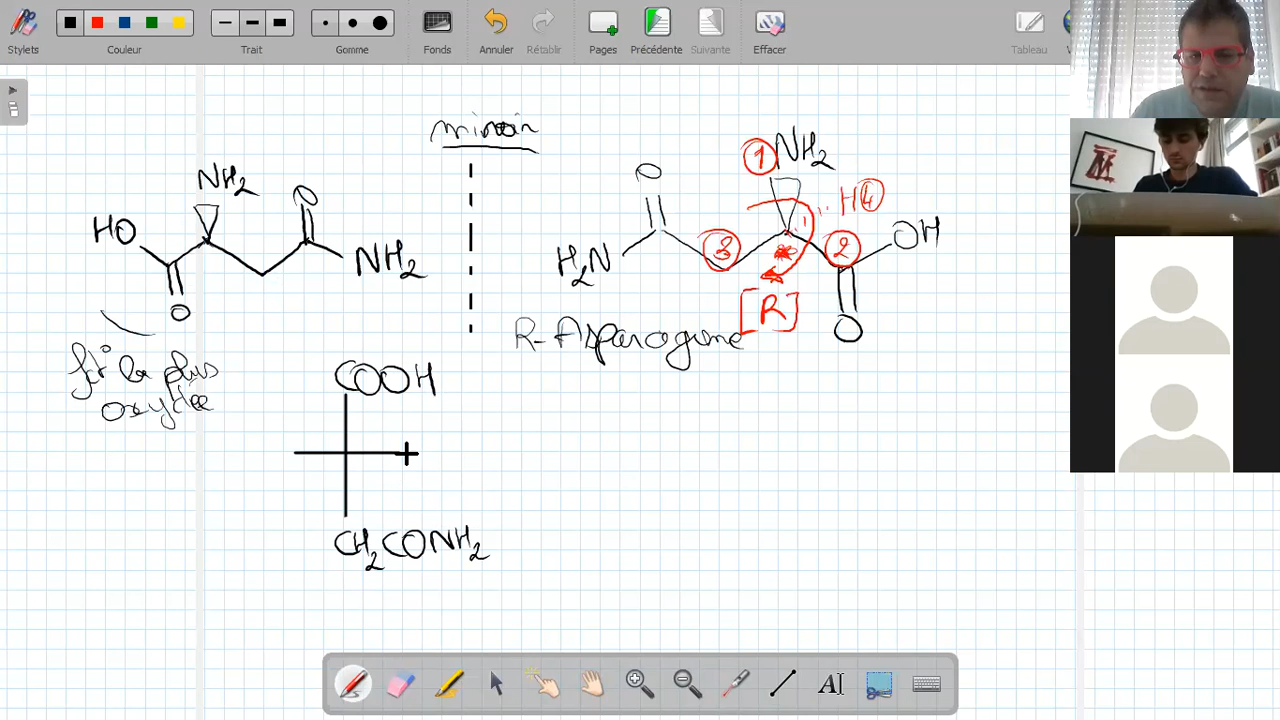 Stylets
Couleur
Trait
Gomme
Fonds
Annuler
Rétablir
Pages
Précédente
Suivante
Effacer
Tableau
miroir
NH2
HO
O
NH2
O
fct° la plus
oxydée
1 NH2
H 4
O
H2N
3
2
OH
*
[R]
O
R-Asparagine
COOH
CH2CONH2